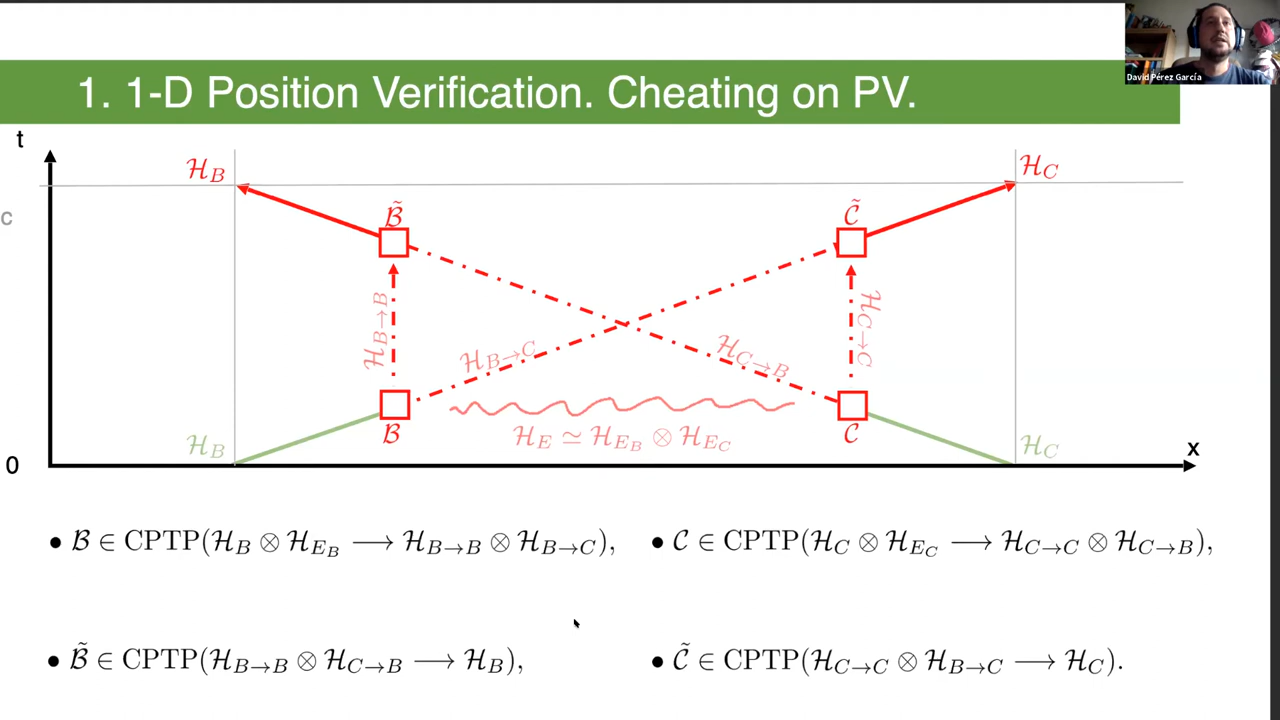 David Pérez García
1. 1-D Position Verification. Cheating on PV.
t
ℋ_B
ℋ_C
c
ℬ̃
𝒞̃
ℋ_{B→B}
ℋ_{B→C}
ℋ_{C→B}
ℋ_{C→C}
ℬ
𝒞
ℋ_E ≃ ℋ_{E_B} ⊗ ℋ_{E_C}
ℋ_B
ℋ_C
x
0
• ℬ ∈ CPTP(ℋ_B ⊗ ℋ_{E_B} ⟶ ℋ_{B→B} ⊗ ℋ_{B→C}),
• 𝒞 ∈ CPTP(ℋ_C ⊗ ℋ_{E_C} ⟶ ℋ_{C→C} ⊗ ℋ_{C→B}),
• ℬ̃ ∈ CPTP(ℋ_{B→B} ⊗ ℋ_{C→B} ⟶ ℋ_B),
• 𝒞̃ ∈ CPTP(ℋ_{C→C} ⊗ ℋ_{B→C} ⟶ ℋ_C).